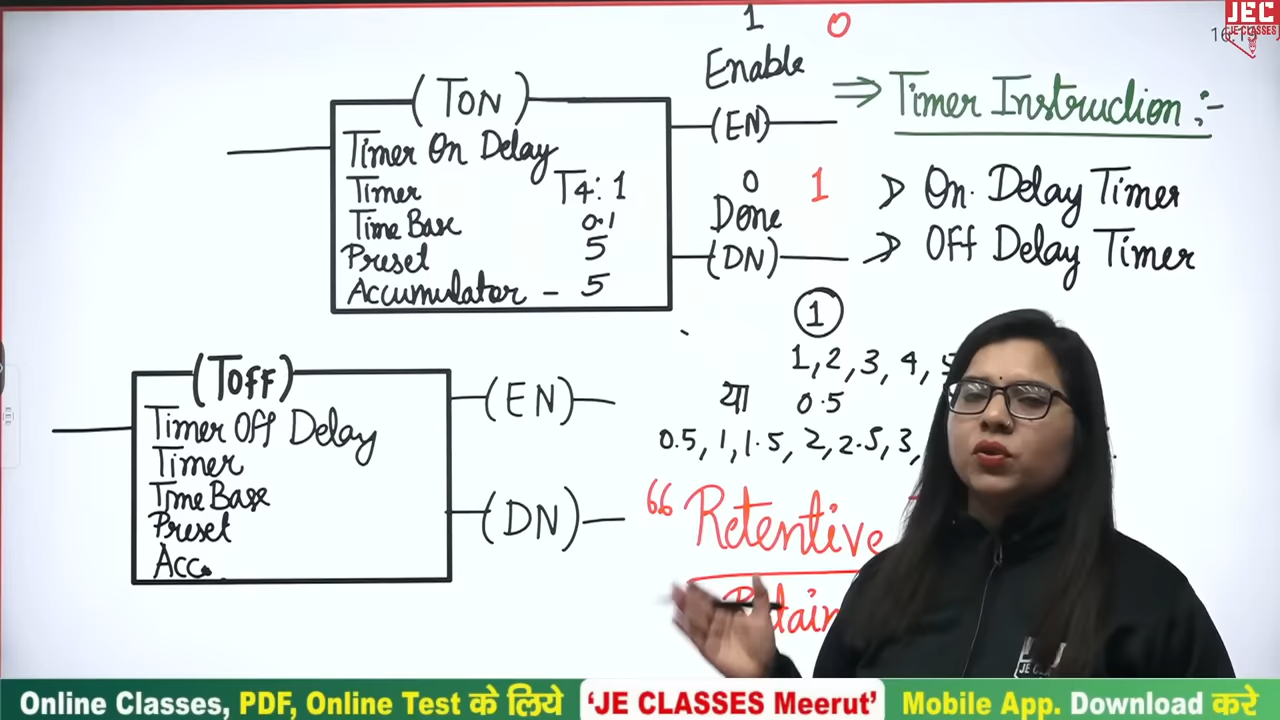 JEC
JE CLASSES
1 0
Enable
(EN)
⇒ Timer Instruction :-
(TON)
Timer On Delay
Timer T4:1
Time Base 0.1
Preset 5
Accumulator - 5
0 1
Done
(DN)
> On. Delay Timer
> Off Delay Timer
1
1, 2, 3, 4, 5
या 0.5
0.5, 1, 1.5, 2, 2.5, 3,
(TOFF)
Timer Off Delay
Timer
Tme Base
Preset
Acc.
(EN)
(DN)
“Retentive
Online Classes, PDF, Online Test के लिये 'JE CLASSES Meerut' Mobile App. Download करे